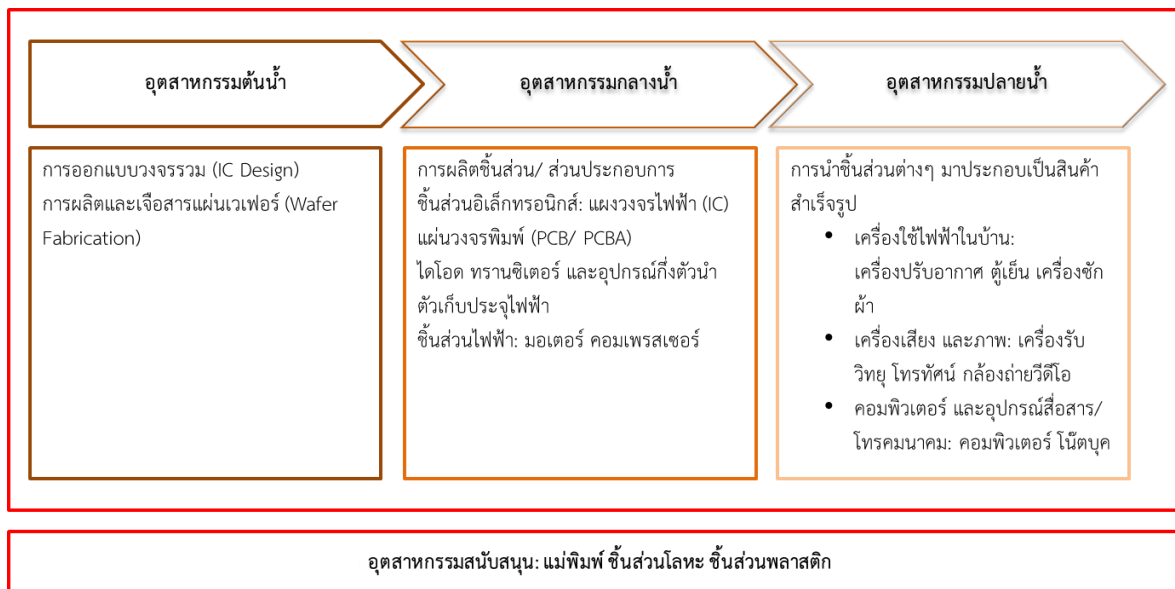 อุตสาหกรรมต้นน้ำ
อุตสาหกรรมกลางน้ำ
อุตสาหกรรมปลายน้ำ
การออกแบบวงจรรวม (IC Design)
การผลิตและเจือสารแผ่นเวเฟอร์ (Wafer
Fabrication)
การผลิตชิ้นส่วน/ ส่วนประกอบการ
ชิ้นส่วนอิเล็กทรอนิกส์: แผงวงจรไฟฟ้า (IC)
แผ่นวงจรพิมพ์ (PCB/ PCBA)
ไดโอด ทรานซิเตอร์ และอุปกรณ์กึ่งตัวนำ
ตัวเก็บประจุไฟฟ้า
ชิ้นส่วนไฟฟ้า: มอเตอร์ คอมเพรสเซอร์
การนำชิ้นส่วนต่างๆ มาประกอบเป็นสินค้า
สำเร็จรูป
• เครื่องใช้ไฟฟ้าในบ้าน:
เครื่องปรับอากาศ ตู้เย็น เครื่องซัก
ผ้า
• เครื่องเสียง และภาพ: เครื่องรับ
วิทยุ โทรทัศน์ กล้องถ่ายวีดีโอ
• คอมพิวเตอร์ และอุปกรณ์สื่อสาร/
โทรคมนาคม: คอมพิวเตอร์ โน๊ตบุค
อุตสาหกรรมสนับสนุน: แม่พิมพ์ ชิ้นส่วนโลหะ ชิ้นส่วนพลาสติก